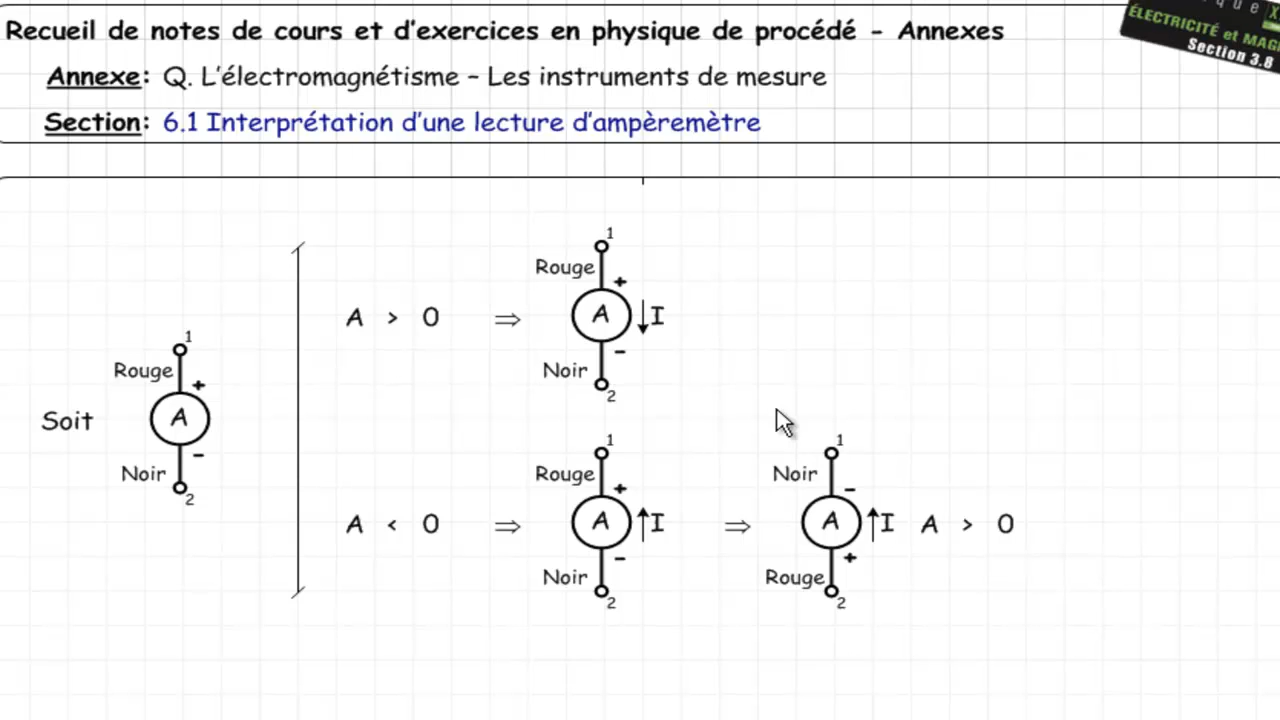 Recueil de notes de cours et d'exercices en physique de procédé - Annexes
Annexe: Q. L'électromagnétisme – Les instruments de mesure
Section: 6.1 Interprétation d'une lecture d'ampèremètre
ÉLECTRICITÉ et
Section 3.8
1
Rouge
+
A > 0 ⇒ A ↓I
-
Noir
2
1
Rouge
+
Soit A
-
Noir
2
1 1
Rouge Noir
+ -
A < 0 ⇒ A ↑I ⇒ A ↑I A > 0
- +
Noir Rouge
2 2